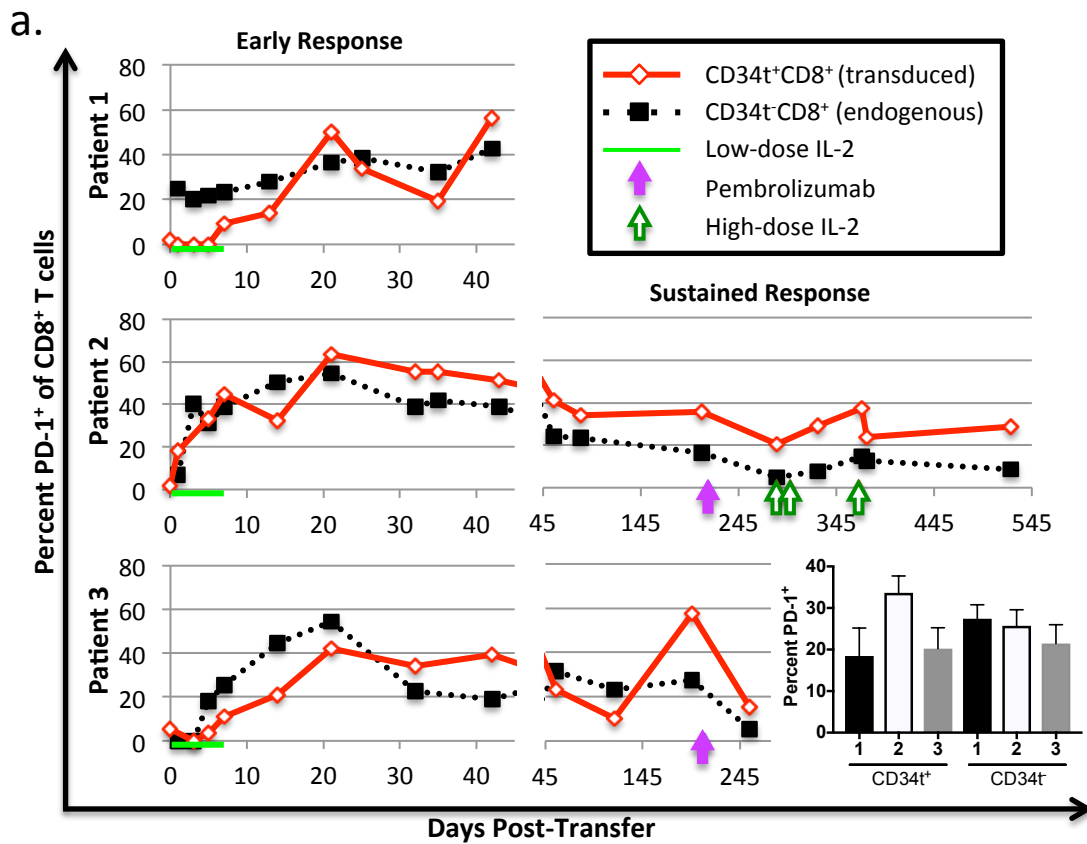 a.
Early Response
CD34t⁺CD8⁺ (transduced)
CD34t⁻CD8⁺ (endogenous)
Low-dose IL-2
Pembrolizumab
High-dose IL-2
Percent PD-1⁺ of CD8⁺ T cells
Patient 1
80
60
40
20
0
0 10 20 30 40
Sustained Response
Patient 2
80
60
40
20
0
0 10 20 30 40
45 145 245 345 445 545
Patient 3
80
60
40
20
0
0 10 20 30 40
45 145 245
Percent PD-1⁺
40
30
20
10
0
1 2 3 1 2 3
CD34t⁺ CD34t⁻
Days Post-Transfer